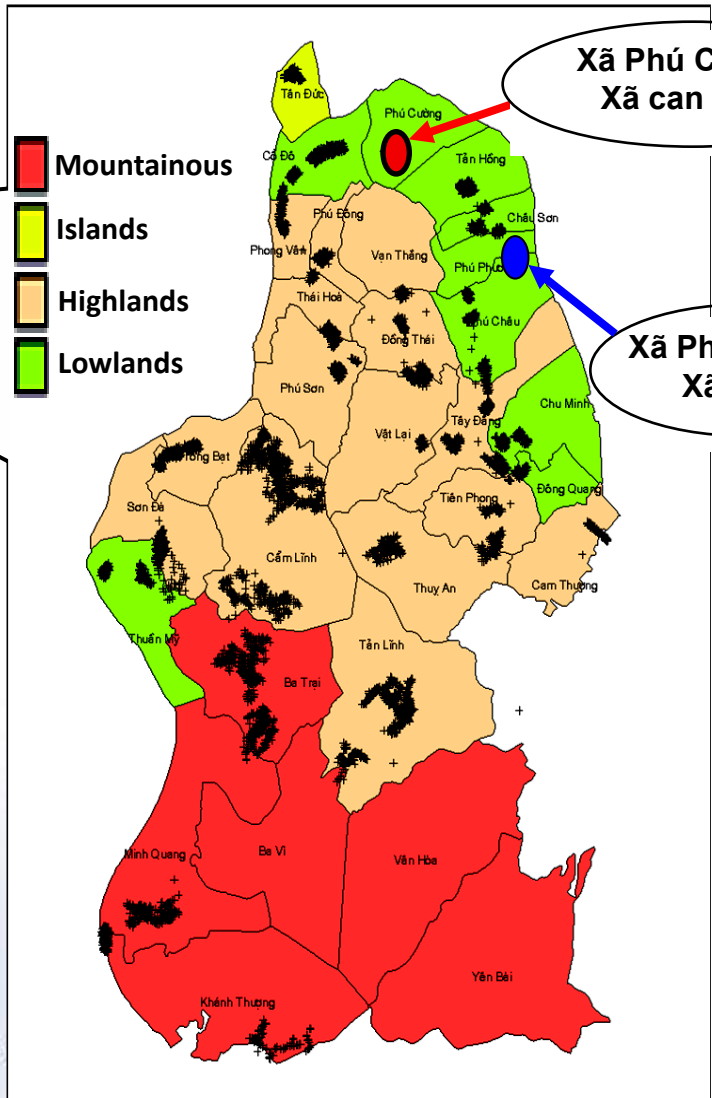 Xã Phú C
Xã can
Tản Đức
Phú Cường
Cổ Đô
Tản Hồng
Mountainous
Islands
Highlands
Lowlands
Phú Đông
Châu Sơn
Phong Vân
Vạn Thắng
Phú Phươ
Thái Hoà
Phú Châu
Đồng Thái
Xã Ph
Xã
Phú Sơn
Chu Minh
Tây Đằng
Vật Lại
Tòng Bạt
Đông Quang
Tiên Phong
Sơn Đà
Cẩm Lĩnh
Thuỵ An
Cam Thượng
Thuần Mỹ
Tản Lĩnh
Ba Trại
Minh Quang
Ba Vì
Vân Hòa
Yên Bài
Khánh Thượng